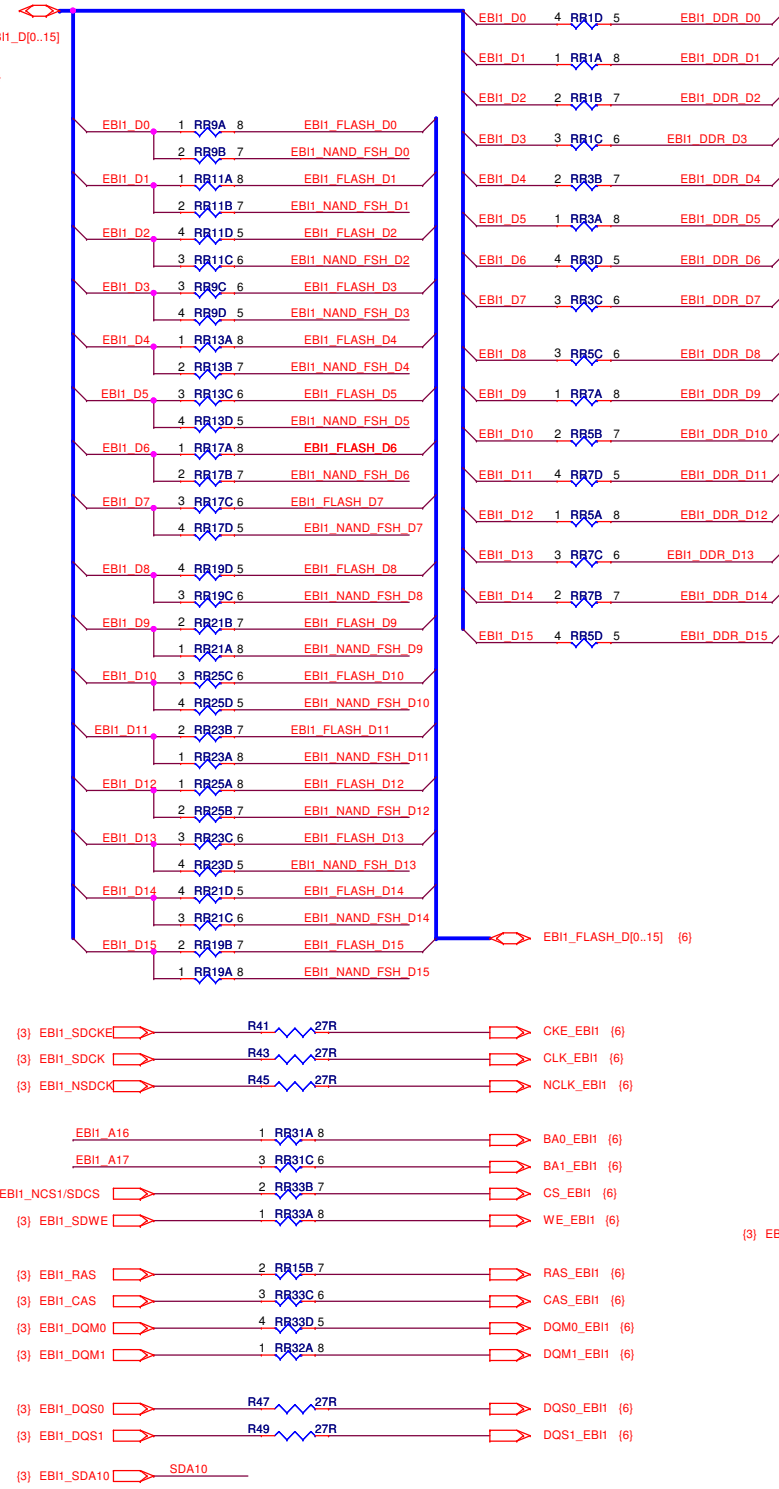 EBI1_D0 4 RR1D 5 EBI1_DDR_D0
EBI1_D1 1 RR1A 8 EBI1_DDR_D1
EBI1_D2 2 RR1B 7 EBI1_DDR_D2
EBI1_D3 3 RR1C 6 EBI1_DDR_D3
EBI1_D4 2 RR3B 7 EBI1_DDR_D4
EBI1_D5 1 RR3A 8 EBI1_DDR_D5
EBI1_D6 4 RR3D 5 EBI1_DDR_D6
EBI1_D7 3 RR3C 6 EBI1_DDR_D7
EBI1_D8 3 RR5C 6 EBI1_DDR_D8
EBI1_D9 1 RR7A 8 EBI1_DDR_D9
EBI1_D10 2 RR5B 7 EBI1_DDR_D10
EBI1_D11 4 RR7D 5 EBI1_DDR_D11
EBI1_D12 1 RR5A 8 EBI1_DDR_D12
EBI1_D13 3 RR7C 6 EBI1_DDR_D13
EBI1_D14 2 RR7B 7 EBI1_DDR_D14
EBI1_D15 4 RR5D 5 EBI1_DDR_D15
I1_D[0..15]
EBI1_D0 1 RR9A 8 EBI1_FLASH_D0
2 RR9B 7 EBI1_NAND_FSH_D0
EBI1_D1 1 RR11A 8 EBI1_FLASH_D1
2 RR11B 7 EBI1_NAND_FSH_D1
EBI1_D2 4 RR11D 5 EBI1_FLASH_D2
3 RR11C 6 EBI1_NAND_FSH_D2
EBI1_D3 3 RR9C 6 EBI1_FLASH_D3
4 RR9D 5 EBI1_NAND_FSH_D3
EBI1_D4 1 RR13A 8 EBI1_FLASH_D4
2 RR13B 7 EBI1_NAND_FSH_D4
EBI1_D5 3 RR13C 6 EBI1_FLASH_D5
4 RR13D 5 EBI1_NAND_FSH_D5
EBI1_D6 1 RR17A 8 EBI1_FLASH_D6
2 RR17B 7 EBI1_NAND_FSH_D6
EBI1_D7 3 RR17C 6 EBI1_FLASH_D7
4 RR17D 5 EBI1_NAND_FSH_D7
EBI1_D8 4 RR19D 5 EBI1_FLASH_D8
3 RR19C 6 EBI1_NAND_FSH_D8
EBI1_D9 2 RR21B 7 EBI1_FLASH_D9
1 RR21A 8 EBI1_NAND_FSH_D9
EBI1_D10 3 RR25C 6 EBI1_FLASH_D10
4 RR25D 5 EBI1_NAND_FSH_D10
EBI1_D11 2 RR23B 7 EBI1_FLASH_D11
1 RR23A 8 EBI1_NAND_FSH_D11
EBI1_D12 1 RR25A 8 EBI1_FLASH_D12
2 RR25B 7 EBI1_NAND_FSH_D12
EBI1_D13 3 RR23C 6 EBI1_FLASH_D13
4 RR23D 5 EBI1_NAND_FSH_D13
EBI1_D14 4 RR21D 5 EBI1_FLASH_D14
3 RR21C 6 EBI1_NAND_FSH_D14
EBI1_D15 2 RR19B 7 EBI1_FLASH_D15
1 RR19A 8 EBI1_NAND_FSH_D15
EBI1_FLASH_D[0..15] {6}
{3} EBI1_SDCKE R41 27R CKE_EBI1 {6}
{3} EBI1_SDCK R43 27R CLK_EBI1 {6}
{3} EBI1_NSDCK R45 27R NCLK_EBI1 {6}
EBI1_A16 1 RR31A 8 BA0_EBI1 {6}
EBI1_A17 3 RR31C 6 BA1_EBI1 {6}
EBI1_NCS1/SDCS 2 RR33B 7 CS_EBI1 {6}
{3} EBI1_SDWE 1 RR33A 8 WE_EBI1 {6}
{3} EB
{3} EBI1_RAS 2 RR15B 7 RAS_EBI1 {6}
{3} EBI1_CAS 3 RR33C 6 CAS_EBI1 {6}
{3} EBI1_DQM0 4 RR33D 5 DQM0_EBI1 {6}
{3} EBI1_DQM1 1 RR32A 8 DQM1_EBI1 {6}
{3} EBI1_DQS0 R47 27R DQS0_EBI1 {6}
{3} EBI1_DQS1 R49 27R DQS1_EBI1 {6}
{3} EBI1_SDA10 SDA10